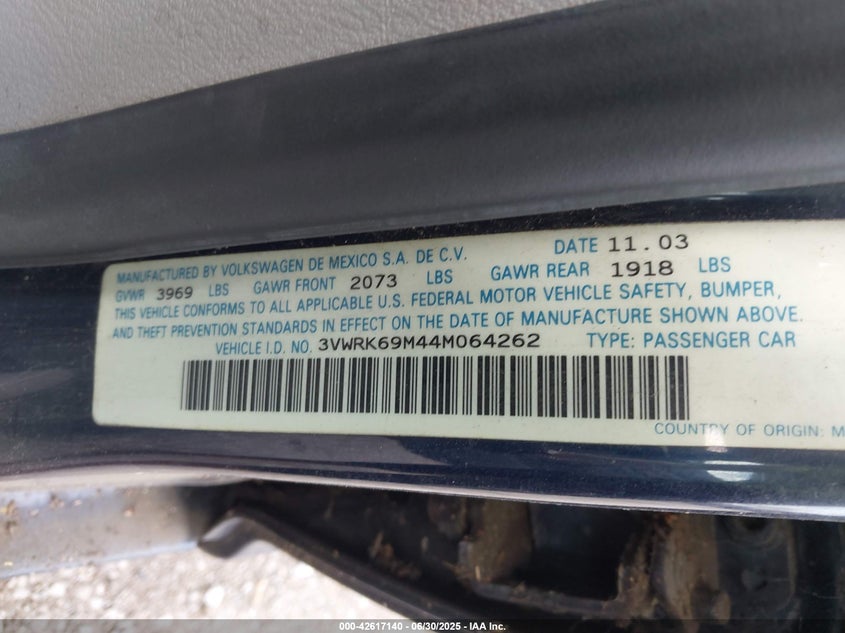 MANUFACTURED BY VOLKSWAGEN DE MEXICO S.A. DE C.V. DATE 11.03
GVWR 3969 LBS GAWR FRONT 2073 LBS GAWR REAR 1918 LBS
THIS VEHICLE CONFORMS TO ALL APPLICABLE U.S. FEDERAL MOTOR VEHICLE SAFETY, BUMPER,
AND THEFT PREVENTION STANDARDS IN EFFECT ON THE DATE OF MANUFACTURE SHOWN ABOVE.
VEHICLE I.D. NO. 3VWRK69M44M064262 TYPE: PASSENGER CAR
COUNTRY OF ORIGIN: M
000-42617140 - 06/30/2025 - IAA Inc.